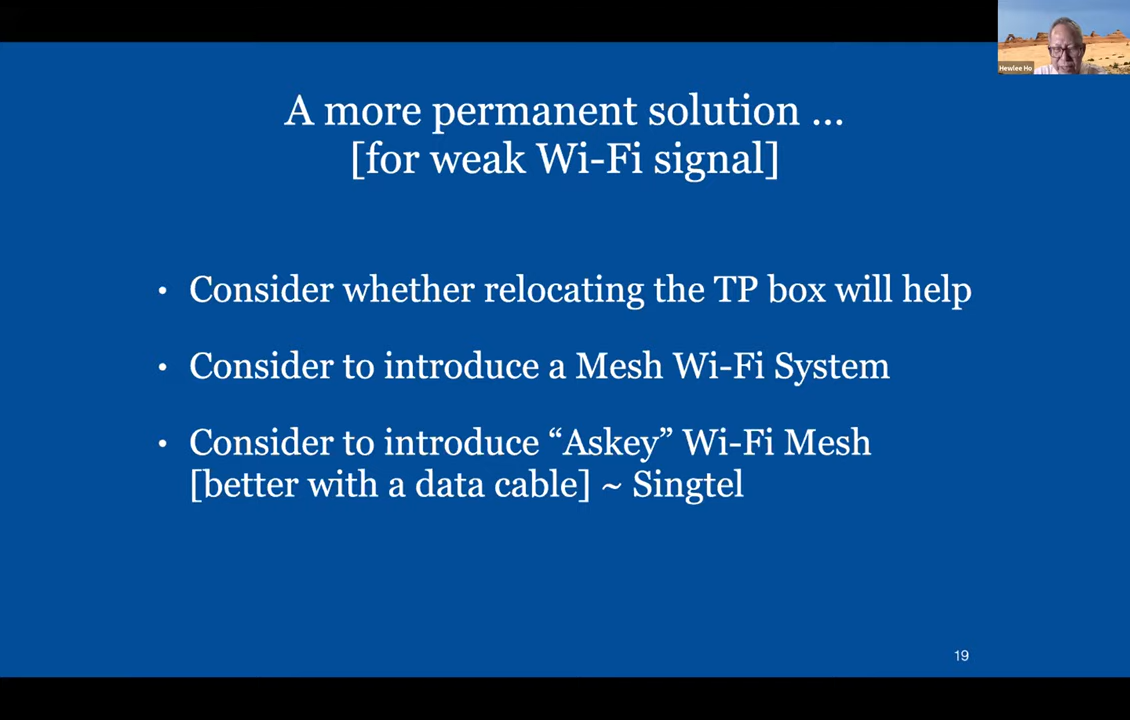 Hewlee Ho
A more permanent solution ...
[for weak Wi-Fi signal]
• Consider whether relocating the TP box will help
• Consider to introduce a Mesh Wi-Fi System
• Consider to introduce “Askey” Wi-Fi Mesh
[better with a data cable] ~ Singtel
19